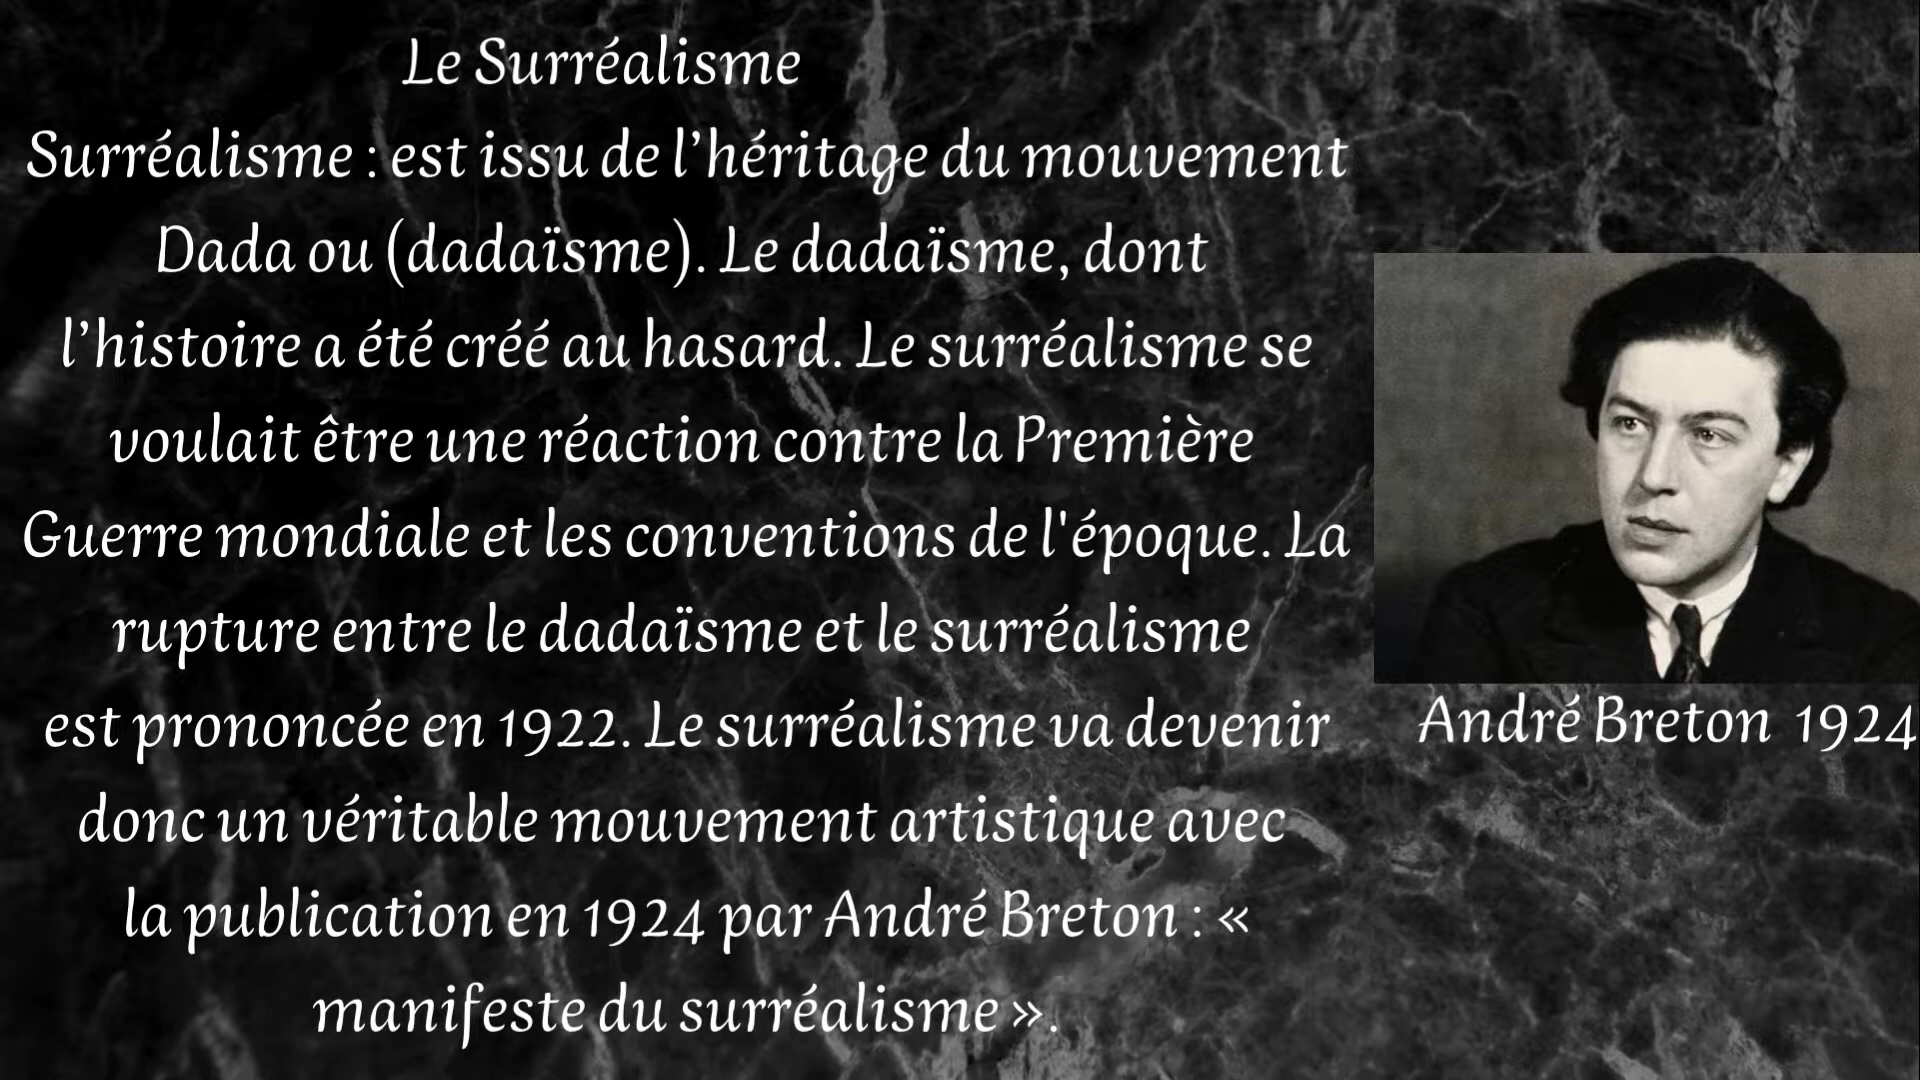 Le Surréalisme
Surréalisme : est issu de l’héritage du mouvement
Dada ou (dadaïsme). Le dadaïsme, dont
l’histoire a été créé au hasard. Le surréalisme se
voulait être une réaction contre la Première
Guerre mondiale et les conventions de l'époque. La
rupture entre le dadaïsme et le surréalisme
est prononcée en 1922. Le surréalisme va devenir
donc un véritable mouvement artistique avec
la publication en 1924 par André Breton : «
manifeste du surréalisme ».
André Breton 1924